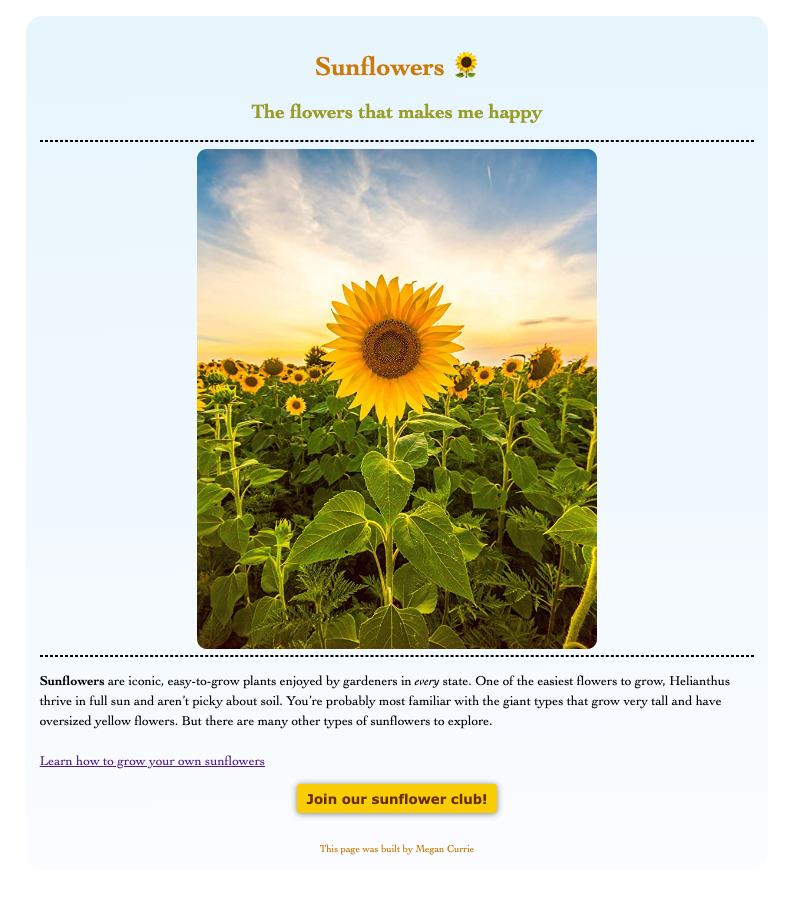 Sunflowers 🌻
The flowers that makes me happy
Sunflowers are iconic, easy-to-grow plants enjoyed by gardeners in every state. One of the easiest flowers to grow, Helianthus
thrive in full sun and aren’t picky about soil. You’re probably most familiar with the giant types that grow very tall and have
oversized yellow flowers. But there are many other types of sunflowers to explore.
Learn how to grow your own sunflowers
Join our sunflower club!
This page was built by Megan Currie